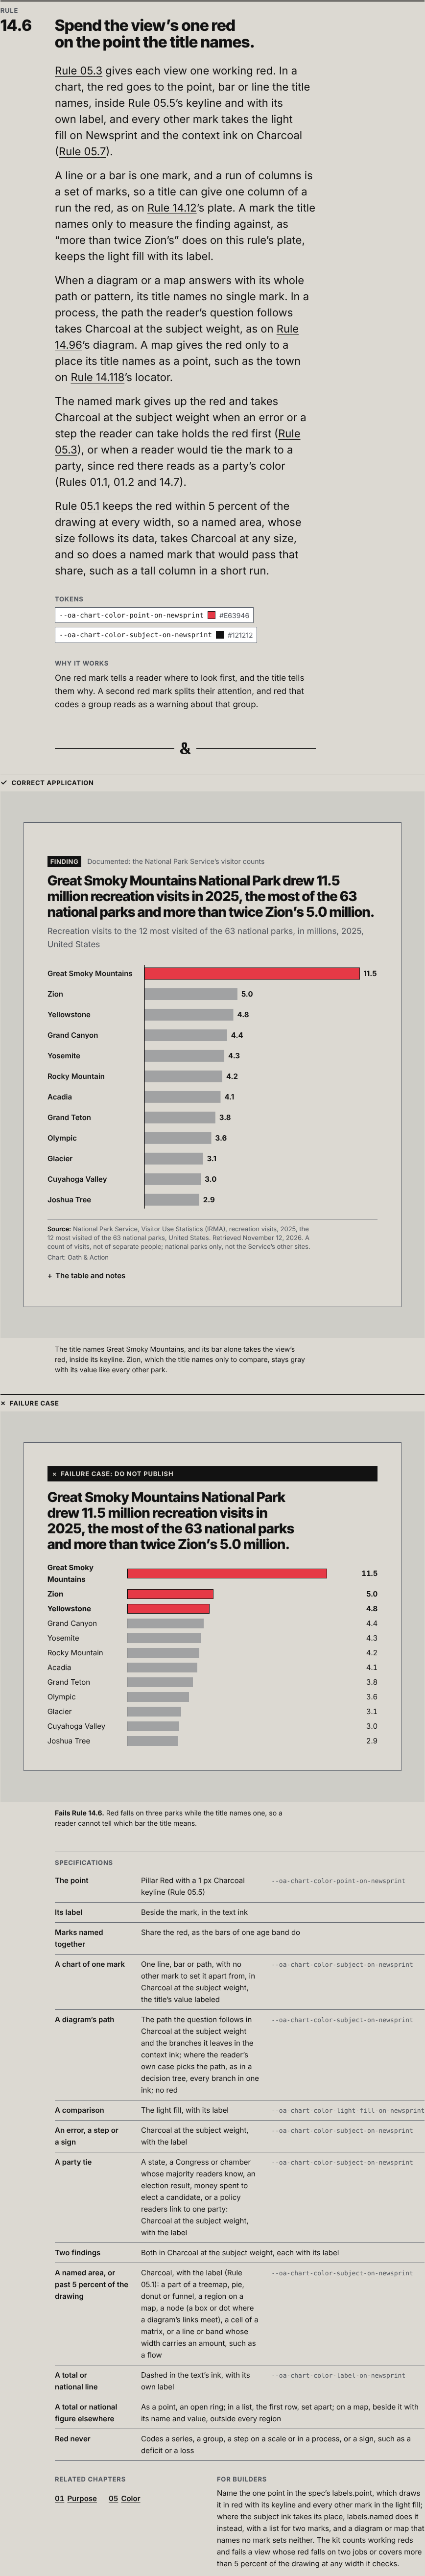 RULE
14.6
Spend the view’s one red
on the point the title names.
Rule 05.3 gives each view one working red. In a
chart, the red goes to the point, bar or line the title
names, inside Rule 05.5’s keyline and with its
own label, and every other mark takes the light
fill on Newsprint and the context ink on Charcoal
(Rule 05.7).
A line or a bar is one mark, and a run of columns is
a set of marks, so a title can give one column of a
run the red, as on Rule 14.12’s plate. A mark the title
names only to measure the finding against, as
“more than twice Zion’s” does on this rule’s plate,
keeps the light fill with its label.
When a diagram or a map answers with its whole
path or pattern, its title names no single mark. In a
process, the path the reader’s question follows
takes Charcoal at the subject weight, as on Rule
14.96’s diagram. A map gives the red only to a
place its title names as a point, such as the town
on Rule 14.118’s locator.
The named mark gives up the red and takes
Charcoal at the subject weight when an error or a
step the reader can take holds the red first (Rule
05.3), or when a reader would tie the mark to a
party, since red there reads as a party’s color
(Rules 01.1, 01.2 and 14.7).
Rule 05.1 keeps the red within 5 percent of the
drawing at every width, so a named area, whose
size follows its data, takes Charcoal at any size,
and so does a named mark that would pass that
share, such as a tall column in a short run.
TOKENS
--oa-chart-color-point-on-newsprint #E63946
--oa-chart-color-subject-on-newsprint #121212
WHY IT WORKS
One red mark tells a reader where to look first, and the title tells
them why. A second red mark splits their attention, and red that
codes a group reads as a warning about that group.
&
✓ CORRECT APPLICATION
FINDING Documented: the National Park Service’s visitor counts
Great Smoky Mountains National Park drew 11.5
million recreation visits in 2025, the most of the 63
national parks and more than twice Zion’s 5.0 million.
Recreation visits to the 12 most visited of the 63 national parks, in millions, 2025,
United States
Great Smoky Mountains 11.5
Zion 5.0
Yellowstone 4.8
Grand Canyon 4.4
Yosemite 4.3
Rocky Mountain 4.2
Acadia 4.1
Grand Teton 3.8
Olympic 3.6
Glacier 3.1
Cuyahoga Valley 3.0
Joshua Tree 2.9
Source: National Park Service, Visitor Use Statistics (IRMA), recreation visits, 2025, the
12 most visited of the 63 national parks, United States. Retrieved November 12, 2026. A
count of visits, not of separate people; national parks only, not the Service’s other sites.
Chart: Oath & Action
+ The table and notes
The title names Great Smoky Mountains, and its bar alone takes the view’s
red, inside its keyline. Zion, which the title names only to compare, stays gray
with its value like every other park.
× FAILURE CASE
× FAILURE CASE: DO NOT PUBLISH
Great Smoky Mountains National Park
drew 11.5 million recreation visits in
2025, the most of the 63 national parks
and more than twice Zion’s 5.0 million.
Great Smoky
Mountains 11.5
Zion 5.0
Yellowstone 4.8
Grand Canyon 4.4
Yosemite 4.3
Rocky Mountain 4.2
Acadia 4.1
Grand Teton 3.8
Olympic 3.6
Glacier 3.1
Cuyahoga Valley 3.0
Joshua Tree 2.9
Fails Rule 14.6. Red falls on three parks while the title names one, so a
reader cannot tell which bar the title means.
SPECIFICATIONS
The point Pillar Red with a 1 px Charcoal --oa-chart-color-point-on-newsprint
keyline (Rule 05.5)
Its label Beside the mark, in the text ink
Marks named Share the red, as the bars of one age band do
together
A chart of one mark One line, bar or path, with no --oa-chart-color-subject-on-newsprint
other mark to set it apart from, in
Charcoal at the subject weight,
the title’s value labeled
A diagram’s path The path the question follows in --oa-chart-color-subject-on-newsprint
Charcoal at the subject weight
and the branches it leaves in the
context ink; where the reader’s
own case picks the path, as in a
decision tree, every branch in one
ink; no red
A comparison The light fill, with its label --oa-chart-color-light-fill-on-newsprint
An error, a step or Charcoal at the subject weight, --oa-chart-color-subject-on-newsprint
a sign with the label
A party tie A state, a Congress or chamber --oa-chart-color-subject-on-newsprint
whose majority readers know, an
election result, money spent to
elect a candidate, or a policy
readers link to one party:
Charcoal at the subject weight,
with the label
Two findings Both in Charcoal at the subject weight, each with its label
A named area, or Charcoal, with the label (Rule --oa-chart-color-subject-on-newsprint
past 5 percent of the 05.1): a part of a treemap, pie,
drawing donut or funnel, a region on a
map, a node (a box or dot where
a diagram’s links meet), a cell of a
matrix, or a line or band whose
width carries an amount, such as
a flow
A total or Dashed in the text’s ink, with its --oa-chart-color-label-on-newsprint
national line own label
A total or national As a point, an open ring; in a list, the first row, set apart; on a map, beside it with
figure elsewhere its name and value, outside every region
Red never Codes a series, a group, a step on a scale or in a process, or a sign, such as a
deficit or a loss
RELATED CHAPTERS
01 Purpose 05 Color
FOR BUILDERS
Name the one point in the spec’s labels.point, which draws
it in red with its keyline and every other mark in the light fill;
where the subject ink takes its place, labels.named does it
instead, with a list for two marks, and a diagram or map that
names no mark sets neither. The kit counts working reds
and fails a view whose red falls on two jobs or covers more
than 5 percent of the drawing at any width it checks.